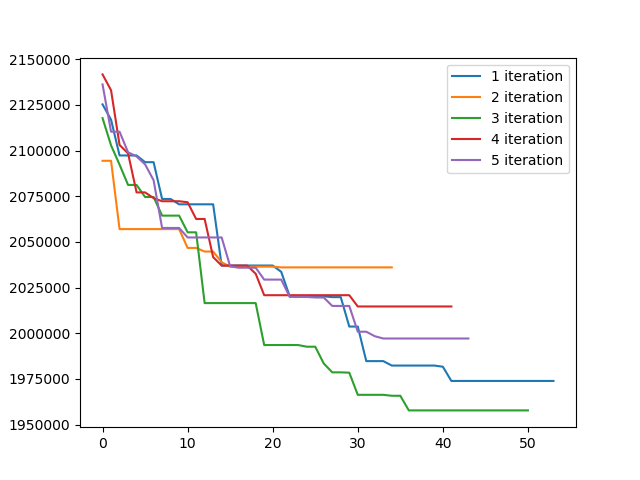 2150000
2125000
2100000
2075000
2050000
2025000
2000000
1975000
1950000
0 10 20 30 40 50
1 iteration
2 iteration
3 iteration
4 iteration
5 iteration